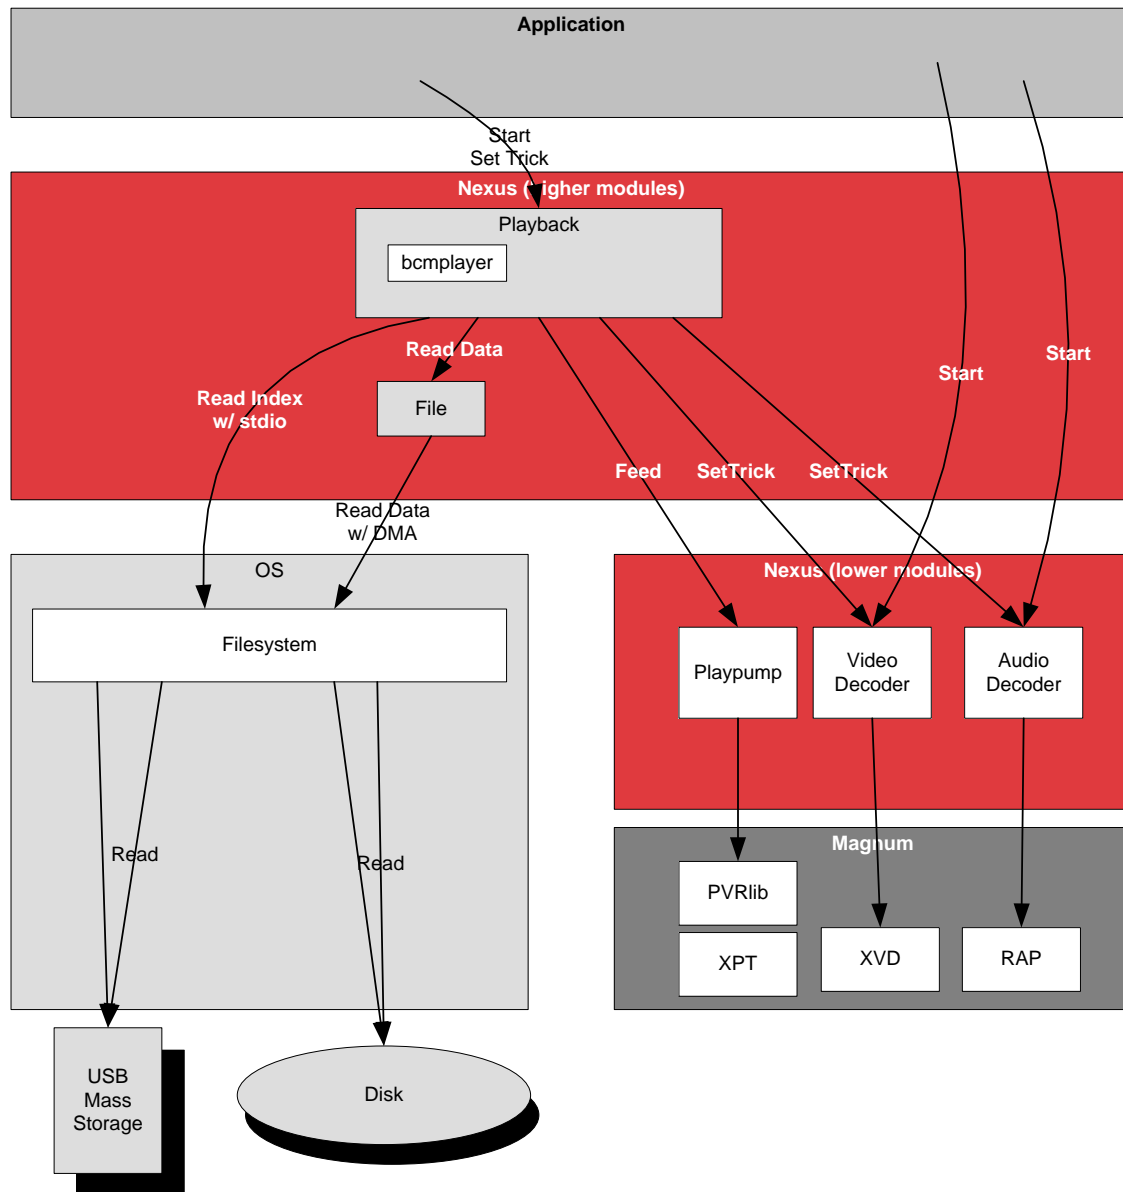 Application
Start
Set Trick
Nexus (higher modules)
Playback
bcmplayer
Read Data
Start
Start
Read Index
w/ stdio
File
Feed
SetTrick
SetTrick
Read Data
w/ DMA
OS
Nexus (lower modules)
Filesystem
Playpump
Video
Decoder
Audio
Decoder
Read
Read
Magnum
PVRlib
XPT
XVD
RAP
USB
Mass
Storage
Disk